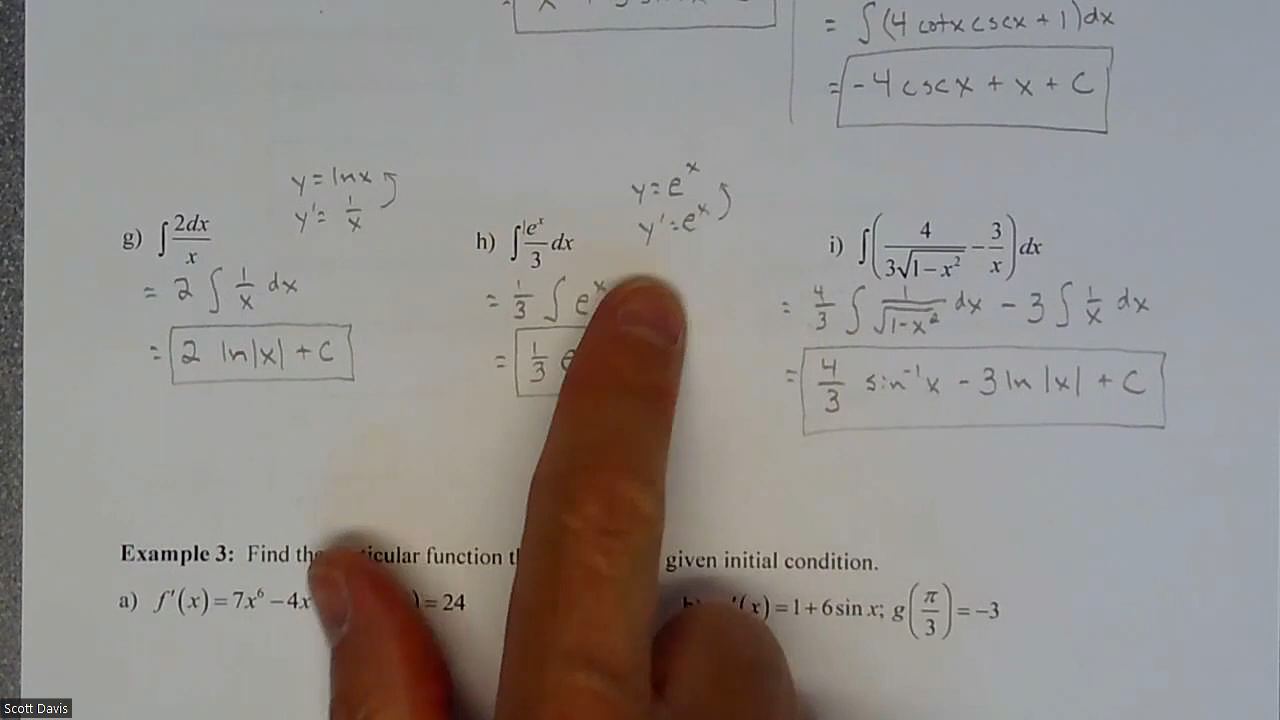 = ∫(4 cotx cscx + 1)dx
= -4 cscx + x + C
y = lnx
y' = 1/x
g) ∫ 2dx/x
= 2 ∫ 1/x dx
= 2 ln|x| + C
y = e^x
y' = e^x
h) ∫ 1e^x/3 dx
= 1/3 ∫ e^x
= 1/3 e
i) ∫(4/(3√(1-x²)) - 3/x) dx
= 4/3 ∫ 1/√(1-x²) dx - 3 ∫ 1/x dx
= 4/3 sin⁻¹x - 3 ln|x| + C
Example 3: Find function given initial condition.
a) f'(x) = 7x⁶ - 4x = 24
'(x) = 1 + 6 sin x; g(π/3) = -3
Scott Davis